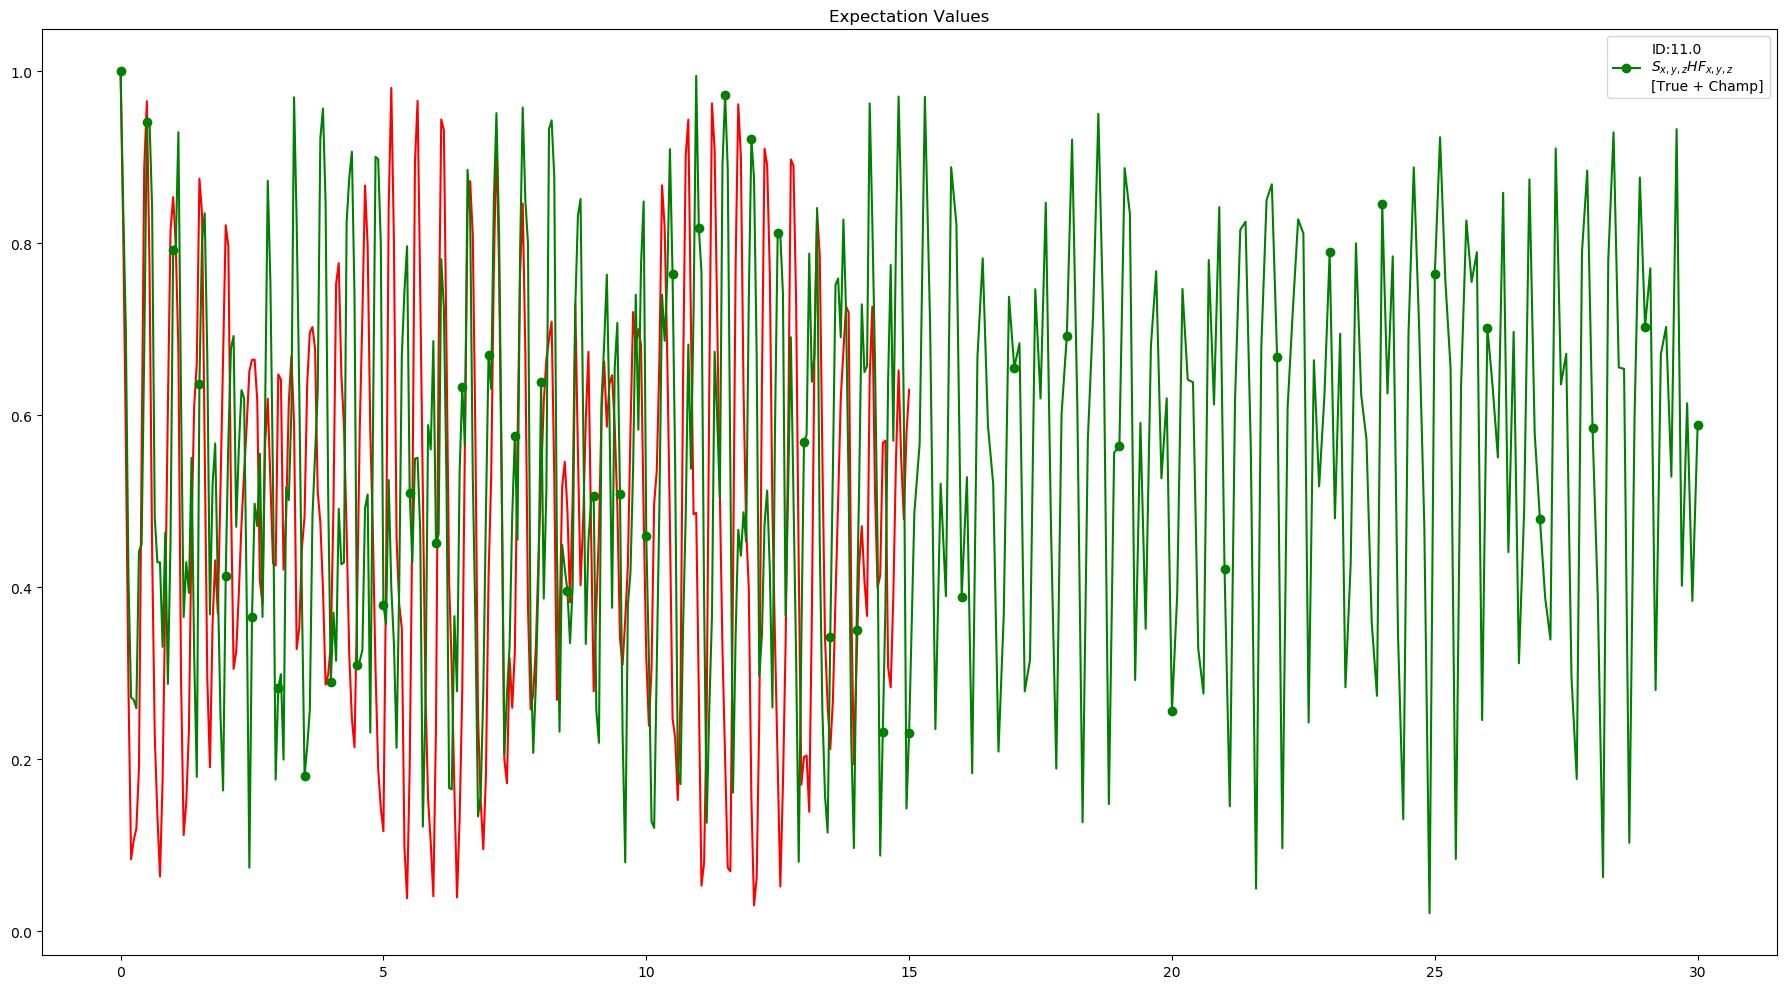 Expectation Values
ID:11.0
S_{x,y,z}HF_{x,y,z}
[True + Champ]
1.0
0.8
0.6
0.4
0.2
0.0
0 5 10 15 20 25 30